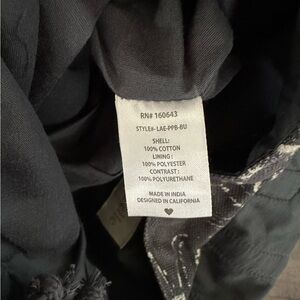 RN# 160643
STYLE#- LAE-PPB-BU
SHELL:
100% COTTON
LINING :
100% POLYESTER
CONTRAST :
100% POLYURETHANE
MADE IN INDIA
DESIGNED IN CALIFORNIA